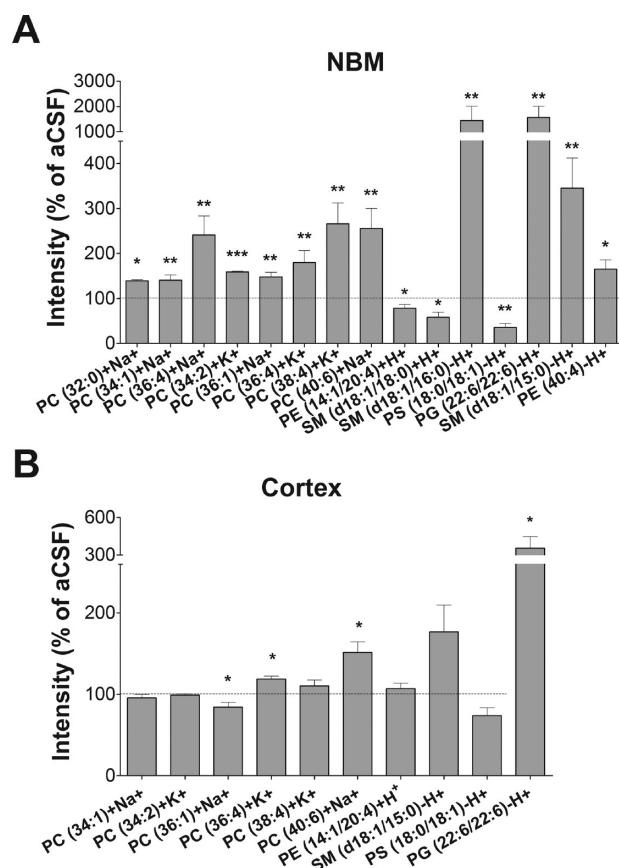 A
NBM
Intensity (% of aCSF)
3000
2000
1000
400
300
200
100
0
* ** ** *** ** ** ** ** * * ** ** ** ** *
PC (32:0)+Na+
PC (34:1)+Na+
PC (36:4)+Na+
PC (34:2)+K+
PC (36:1)+Na+
PC (36:4)+K+
PC (38:4)+K+
PC (40:6)+Na+
PE (14:1/20:4)+H+
SM (d18:1/18:0)+H+
SM (d18:1/16:0)-H+
PS (18:0/18:1)-H+
PG (22:6/22:6)-H+
SM (d18:1/15:0)-H+
PE (40:4)-H+
B
Cortex
Intensity (% of aCSF)
600
300
200
100
0
* * * *
PC (34:1)+Na+
PC (34:2)+K+
PC (36:1)+Na+
PC (36:4)+K+
PC (38:4)+K+
PC (40:6)+Na+
PE (14:1/20:4)+H+
SM (d18:1/15:0)-H+
PS (18:0/18:1)-H+
PG (22:6/22:6)-H+